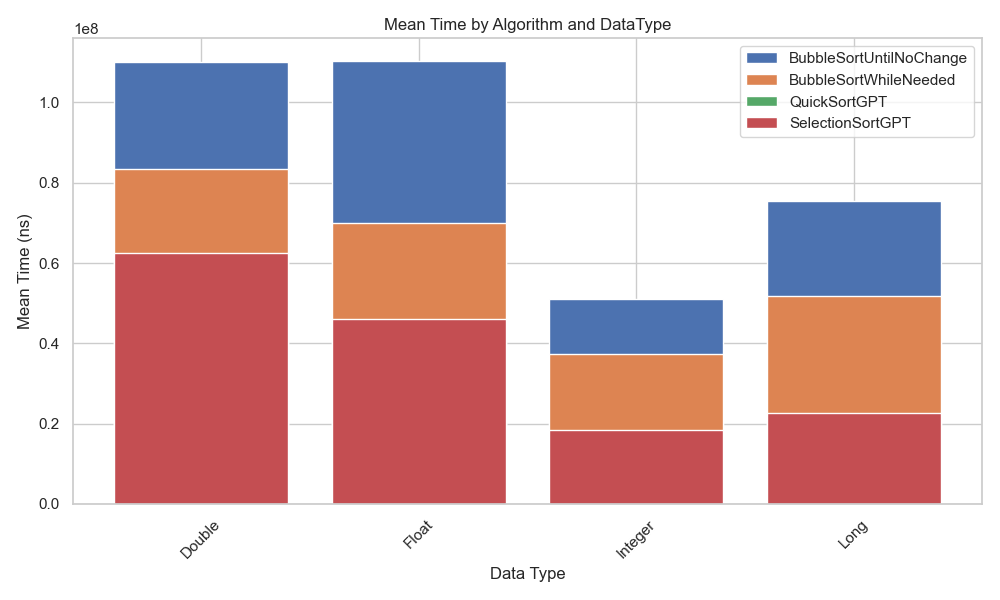 Mean Time by Algorithm and DataType
1e8
BubbleSortUntilNoChange
BubbleSortWhileNeeded
QuickSortGPT
SelectionSortGPT
Mean Time (ns)
1.0
0.8
0.6
0.4
0.2
0.0
Double
Float
Integer
Long
Data Type